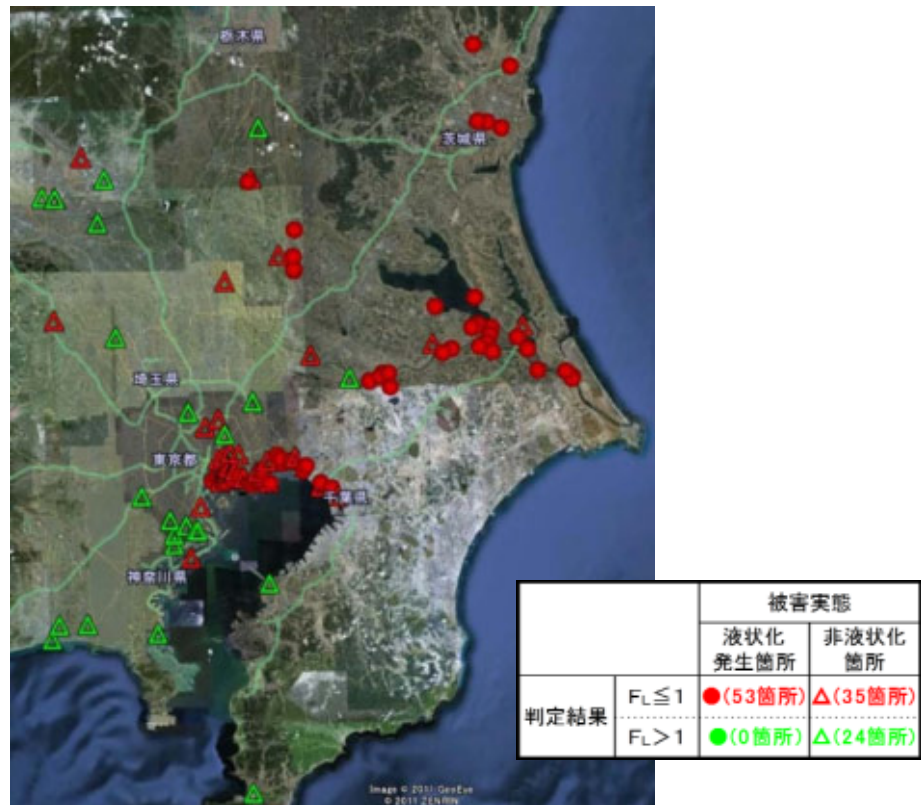 栃木県
茨城県
埼玉県
東京都
千葉県
神奈川県
被害実態
液状化
発生箇所
非液状化
箇所
判定結果
FL≦1
●(53箇所)
△(35箇所)
FL>1
●(0箇所)
△(24箇所)
Image © 2011 GeoEye
© 2011 ZENRIN